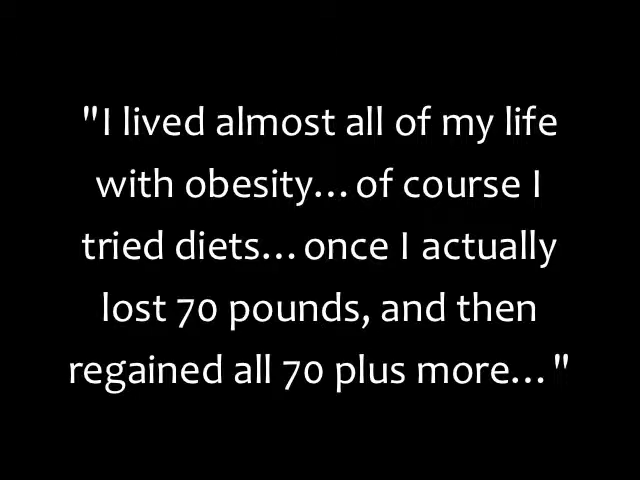 "I lived almost all of my life
with obesity…of course I
tried diets…once I actually
lost 70 pounds, and then
regained all 70 plus more…"